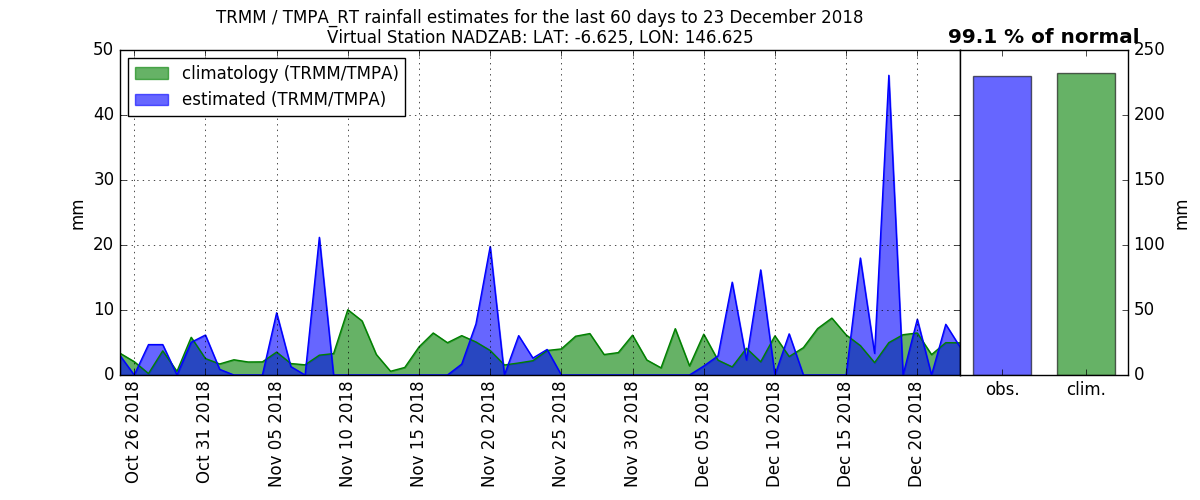 TRMM / TMPA_RT rainfall estimates for the last 60 days to 23 December 2018
Virtual Station NADZAB: LAT: -6.625, LON: 146.625
99.1 % of normal
climatology (TRMM/TMPA)
estimated (TRMM/TMPA)
50
40
30
20
10
0
mm
Oct 26 2018
Oct 31 2018
Nov 05 2018
Nov 10 2018
Nov 15 2018
Nov 20 2018
Nov 25 2018
Nov 30 2018
Dec 05 2018
Dec 10 2018
Dec 15 2018
Dec 20 2018
obs.
clim.
250
200
150
100
50
0
mm